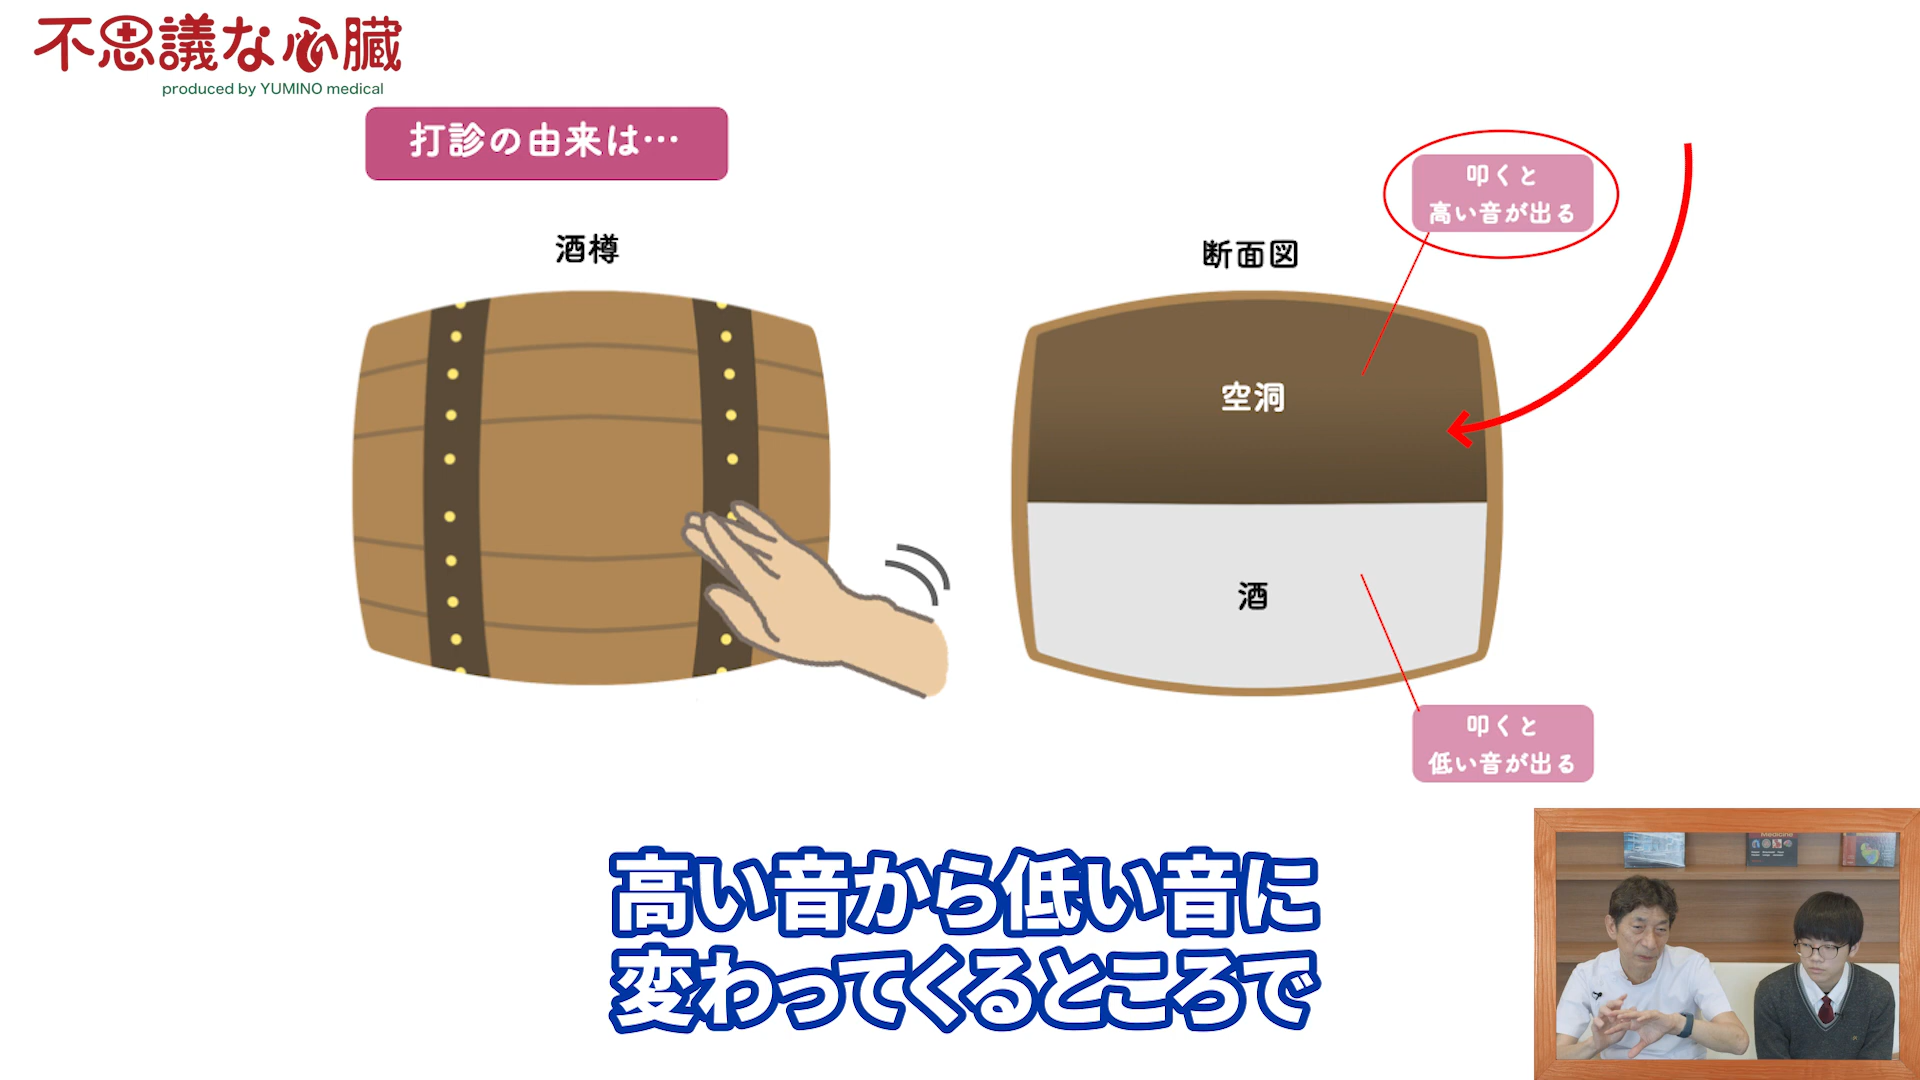 不思議な心臓
produced by YUMINO medical
打診の由来は…
酒樽
断面図
叩くと
高い音が出る
空洞
酒
叩くと
低い音が出る
高い音から低い音に
変わってくるところで
Medicine